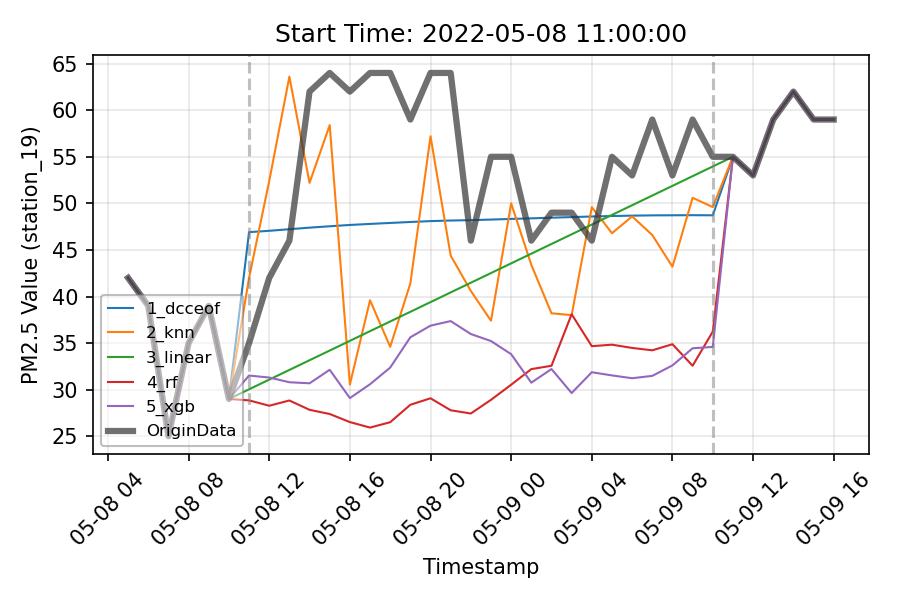 Start Time: 2022-05-08 11:00:00
PM2.5 Value (station_19)
65
60
55
50
45
40
35
30
25
1_dcceof
2_knn
3_linear
4_rf
5_xgb
OriginData
05-08 04
05-08 08
05-08 12
05-08 16
05-08 20
05-09 00
05-09 04
05-09 08
05-09 12
05-09 16
Timestamp